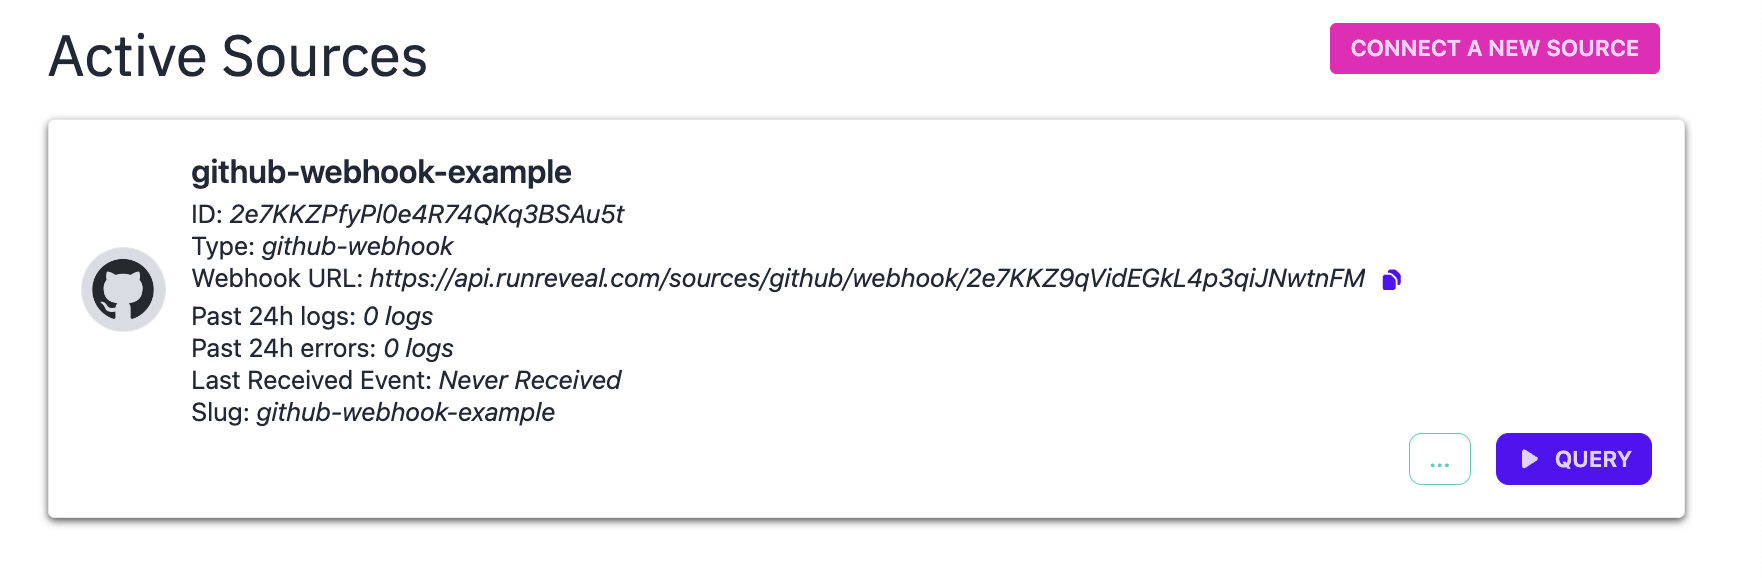 Active Sources
CONNECT A NEW SOURCE
github-webhook-example
ID: 2e7KKZPfyPl0e4R74QKq3BSAu5t
Type: github-webhook
Webhook URL: https://api.runreveal.com/sources/github/webhook/2e7KKZ9qVidEGkL4p3qiJNwtnFM
Past 24h logs: 0 logs
Past 24h errors: 0 logs
Last Received Event: Never Received
Slug: github-webhook-example
...
QUERY